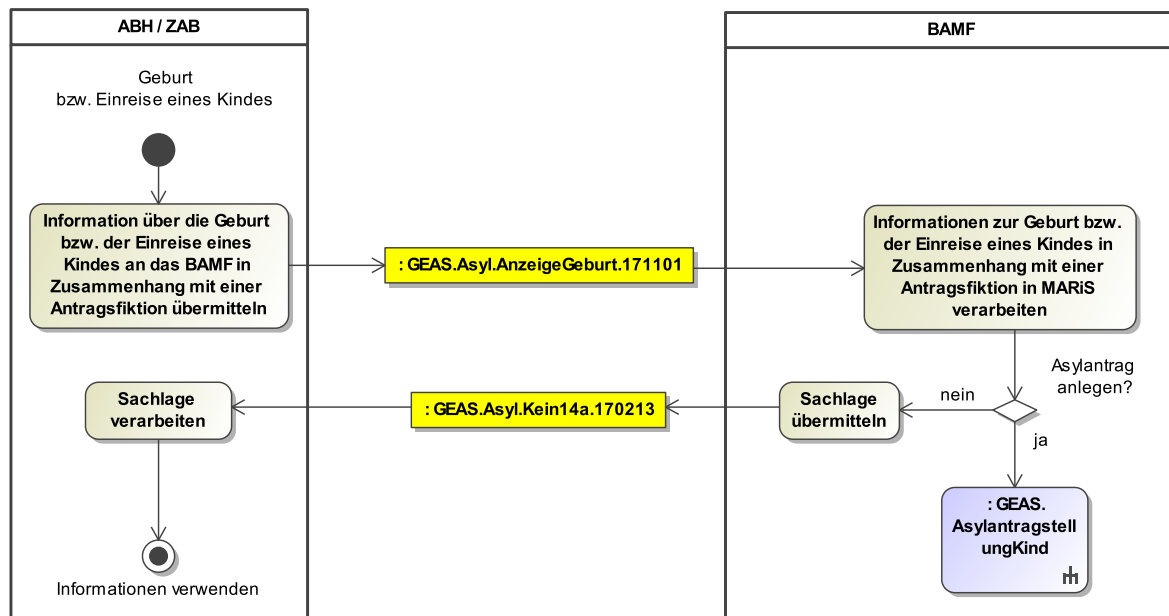 ABH / ZAB
Geburt
bzw. Einreise eines Kindes
Information über die Geburt
bzw. der Einreise eines
Kindes an das BAMF in
Zusammenhang mit einer
Antragsfiktion übermitteln
: GEAS.Asyl.AnzeigeGeburt.171101
BAMF
Informationen zur Geburt bzw.
der Einreise eines Kindes in
Zusammenhang mit einer
Antragsfiktion in MARiS
verarbeiten
Asylantrag
anlegen?
nein
ja
Sachlage
übermitteln
: GEAS.Asyl.Kein14a.170213
Sachlage
verarbeiten
Informationen verwenden
: GEAS.
Asylantragstell
ungKind